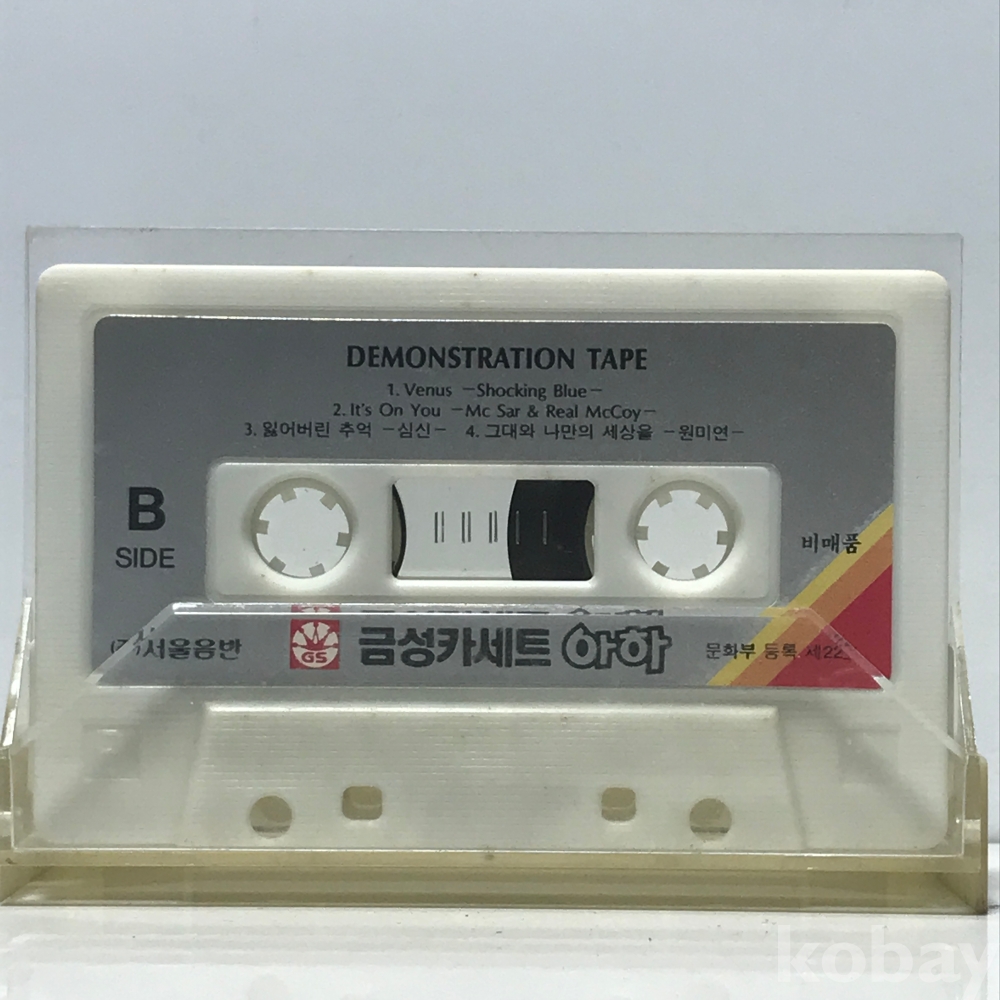 DEMONSTRATION TAPE
1. Venus －Shocking Blue－
2. It's On You －Mc Sar & Real McCoy－
3. 잃어버린 추억 －심신－ 4. 그대와 나만의 세상을 －원미연－
B
SIDE
비매품
서울음반
GS
금성카세트 아하
문화부 등록 제22
kobay